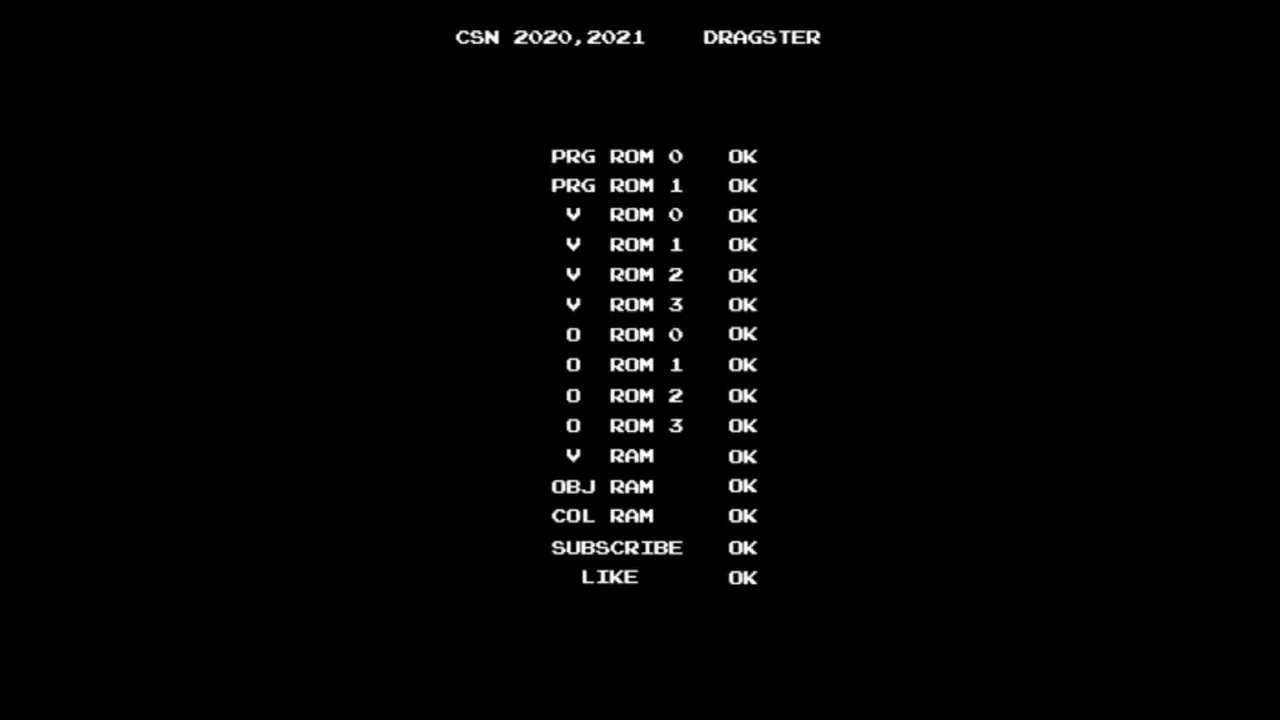 CSN 2020,2021 DRAGSTER
PRG ROM 0 OK
PRG ROM 1 OK
V ROM 0 OK
V ROM 1 OK
V ROM 2 OK
V ROM 3 OK
O ROM 0 OK
O ROM 1 OK
O ROM 2 OK
O ROM 3 OK
V RAM OK
OBJ RAM OK
COL RAM OK
SUBSCRIBE OK
LIKE OK